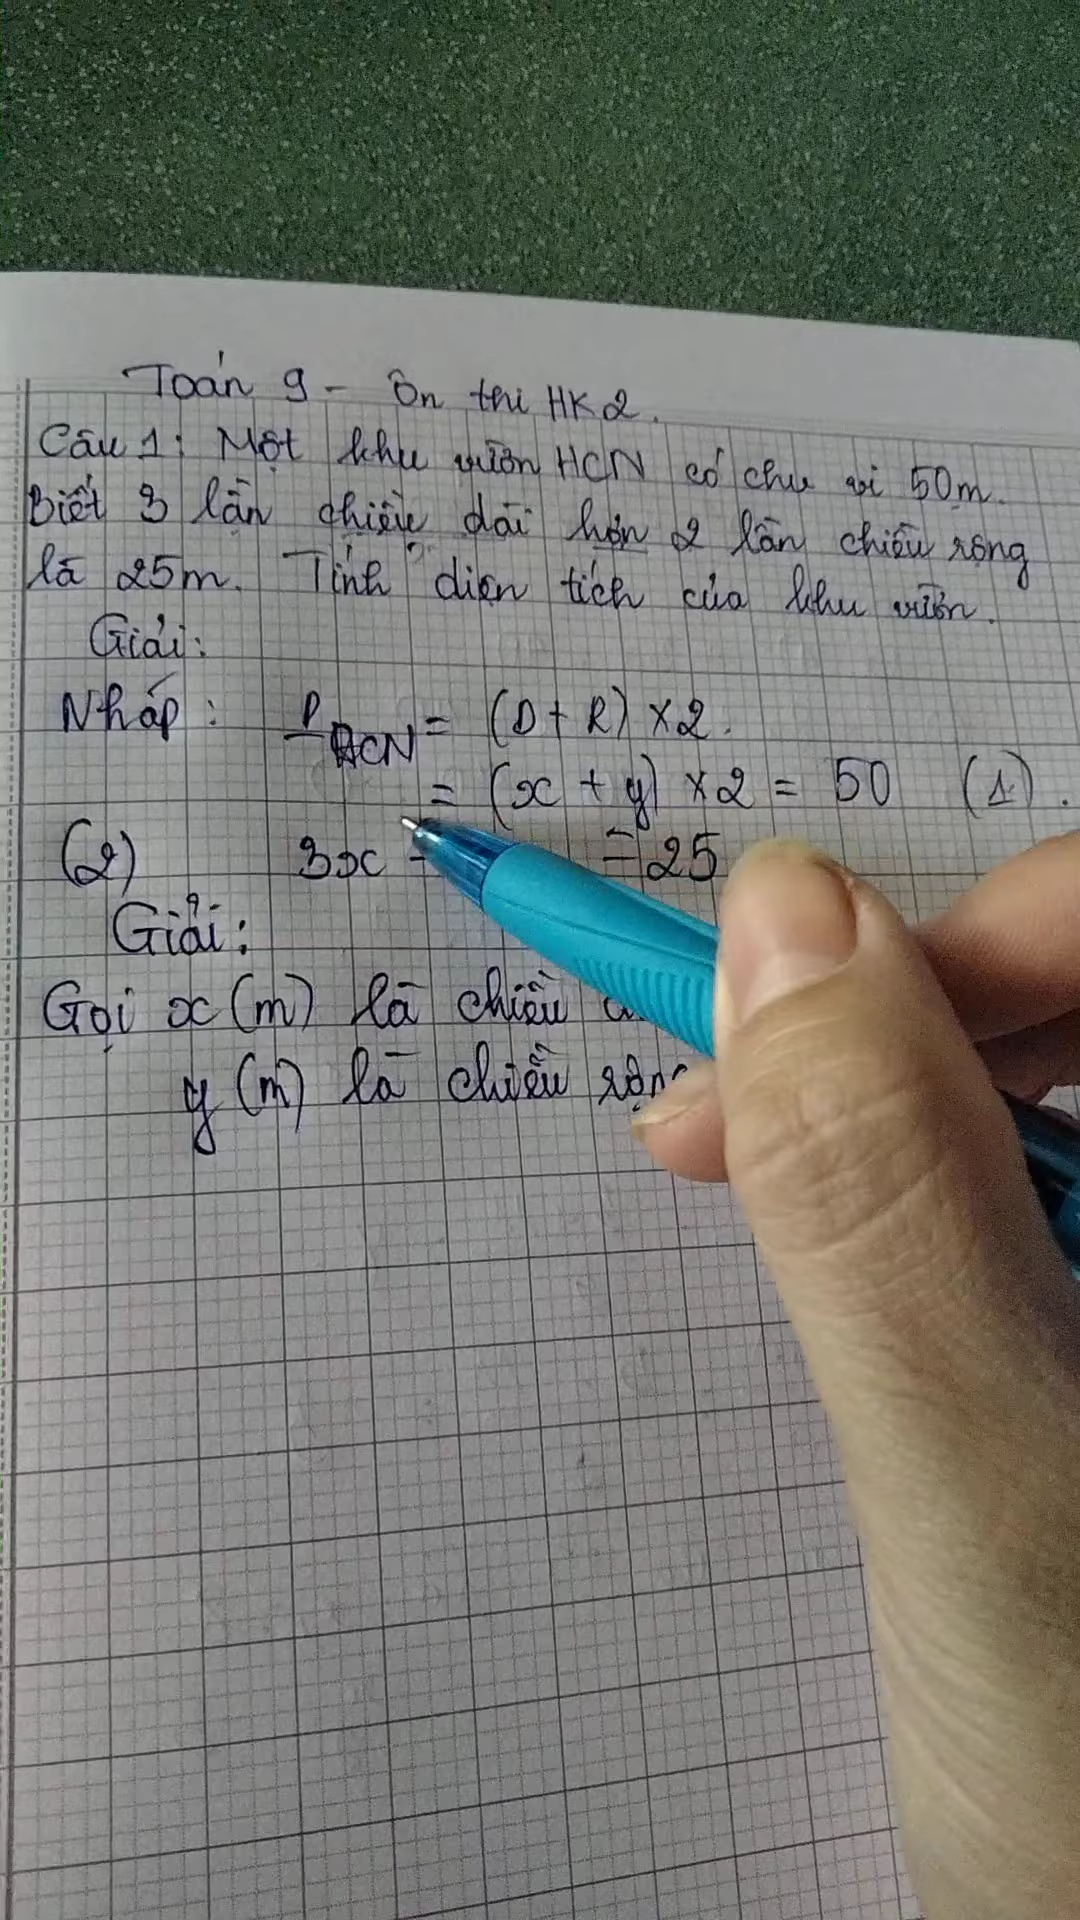 Toán 9 - Ôn thi HK2.
Câu 1: Một khu vườn HCN có chu vi 50m.
Biết 3 lần chiều dài hơn 2 lần chiều rộng
là 25m. Tính diện tích của khu vườn.
Giải:
Nháp: P HCN = (D + R) × 2.
= (x + y) × 2 = 50 (1).
(2) 3x - = 25
Giải:
Gọi x (m) là chiều
y (m) là chiều rộng